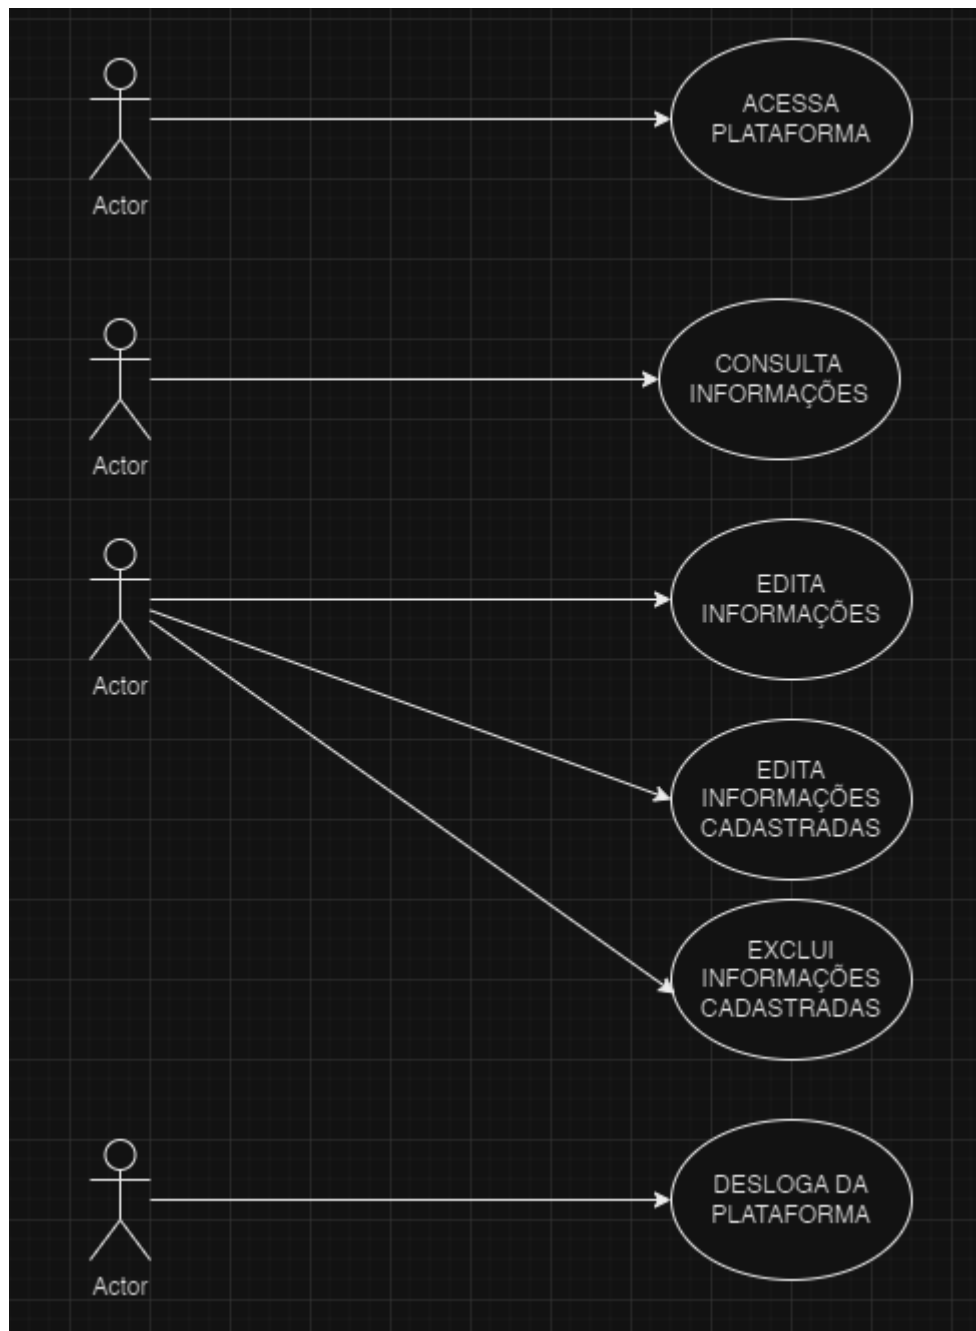 ACESSA
PLATAFORMA
Actor
CONSULTA
INFORMAÇÕES
Actor
EDITA
INFORMAÇÕES
Actor
EDITA
INFORMAÇÕES
CADASTRADAS
EXCLUI
INFORMAÇÕES
CADASTRADAS
DESLOGA DA
PLATAFORMA
Actor